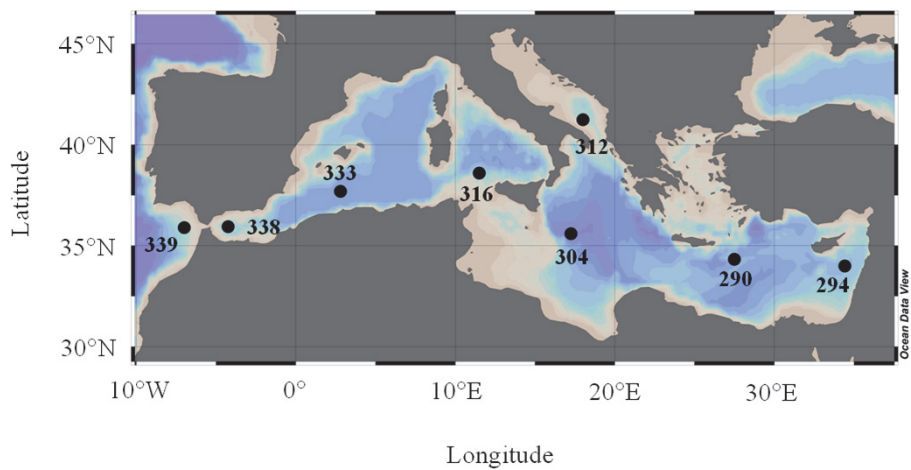 45°N
40°N
35°N
30°N
Latitude
312
333
316
338
339
304
290
294
Ocean Data View
10°W 0° 10°E 20°E 30°E
Longitude